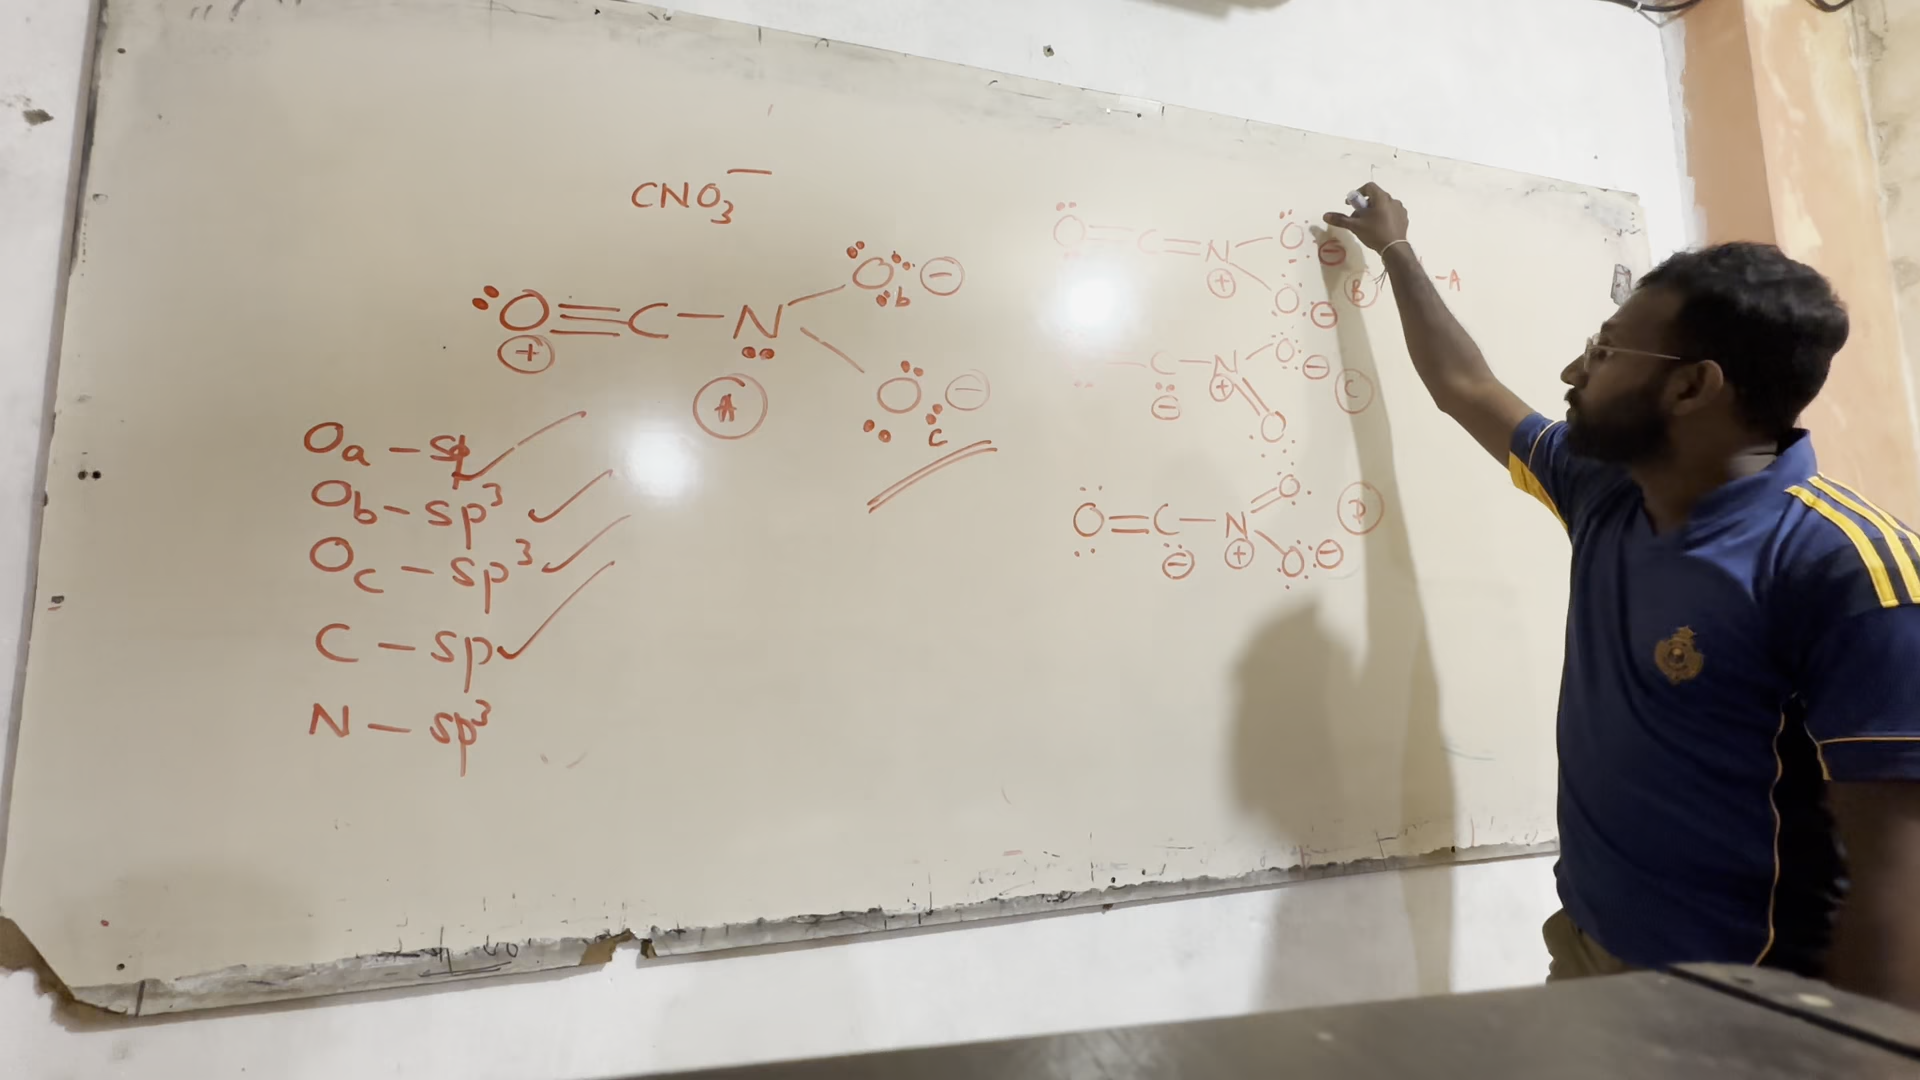 CNO₃⁻
O≡C–N
⊕
O b ⊖
O c ⊖
A
Oa – sp
Ob – sp³
Oc – sp³
C – sp
N – sp³
O=C=N–O ⊖
⊕
O ⊖
B
– A
–C–N–O ⊖
⊖ ⊕
O
C
O=C–N=O
⊖ ⊕
O ⊖
D